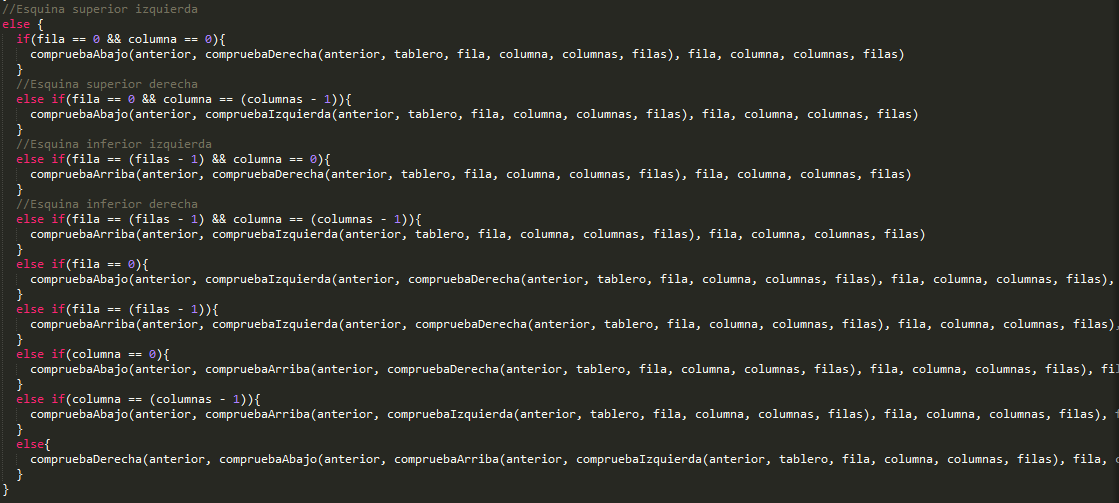 //Esquina superior izquierda
else {
if(fila == 0 && columna == 0){
compruebaAbajo(anterior, compruebaDerecha(anterior, tablero, fila, columna, columnas, filas), fila, columna, columnas, filas)
}
//Esquina superior derecha
else if(fila == 0 && columna == (columnas - 1)){
compruebaAbajo(anterior, compruebaIzquierda(anterior, tablero, fila, columna, columnas, filas), fila, columna, columnas, filas)
}
//Esquina inferior izquierda
else if(fila == (filas - 1) && columna == 0){
compruebaArriba(anterior, compruebaDerecha(anterior, tablero, fila, columna, columnas, filas), fila, columna, columnas, filas)
}
//Esquina inferior derecha
else if(fila == (filas - 1) && columna == (columnas - 1)){
compruebaArriba(anterior, compruebaIzquierda(anterior, tablero, fila, columna, columnas, filas), fila, columna, columnas, filas)
}
else if(fila == 0){
compruebaAbajo(anterior, compruebaIzquierda(anterior, compruebaDerecha(anterior, tablero, fila, columna, columnas, filas), fila, columna, columnas, filas),
}
else if(fila == (filas - 1)){
compruebaArriba(anterior, compruebaIzquierda(anterior, compruebaDerecha(anterior, tablero, fila, columna, columnas, filas), fila, columna, columnas, filas),
}
else if(columna == 0){
compruebaAbajo(anterior, compruebaArriba(anterior, compruebaDerecha(anterior, tablero, fila, columna, columnas, filas), fila, columna, columnas, filas),
}
else if(columna == (columnas - 1)){
compruebaAbajo(anterior, compruebaArriba(anterior, compruebaIzquierda(anterior, tablero, fila, columna, columnas, filas), fila, columna, columnas, filas),
}
else{
compruebaDerecha(anterior, compruebaAbajo(anterior, compruebaArriba(anterior, compruebaIzquierda(anterior, tablero, fila, columna, columnas, filas), fila,
}
}